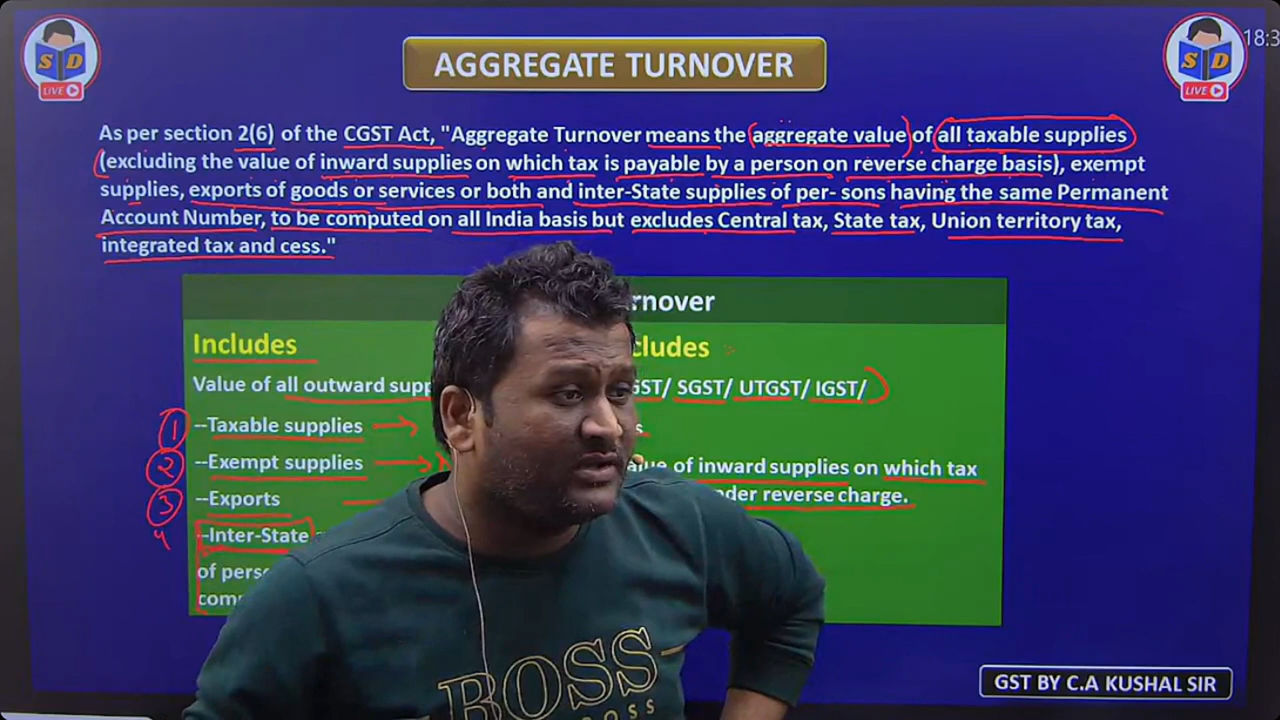 S D
LIVE
AGGREGATE TURNOVER
S D
LIVE
18:3
As per section 2(6) of the CGST Act, "Aggregate Turnover means the aggregate value of all taxable supplies
(excluding the value of inward supplies on which tax is payable by a person on reverse charge basis), exempt
supplies, exports of goods or services or both and inter-State supplies of per- sons having the same Permanent
Account Number, to be computed on all India basis but excludes Central tax, State tax, Union territory tax,
integrated tax and cess."
rnover
Includes
cludes
Value of all outward supp
GST/ SGST/ UTGST/ IGST/
1 --Taxable supplies
s
2 --Exempt supplies
alue of inward supplies on which tax
3 --Exports
nder reverse charge.
4 --Inter-State
of perso
com
BOSS
BOSS
GST BY C.A KUSHAL SIR